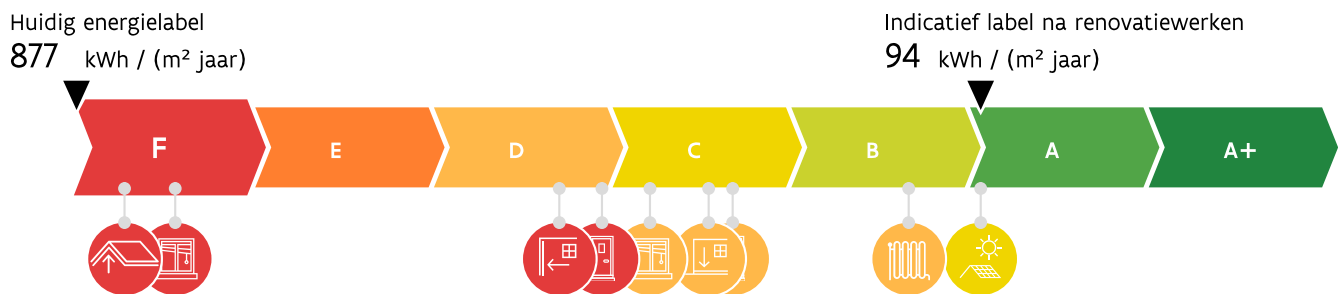 Huidig energielabel
877 kWh / (m² jaar)
Indicatief label na renovatiewerken
94 kWh / (m² jaar)
F E D C B A A+